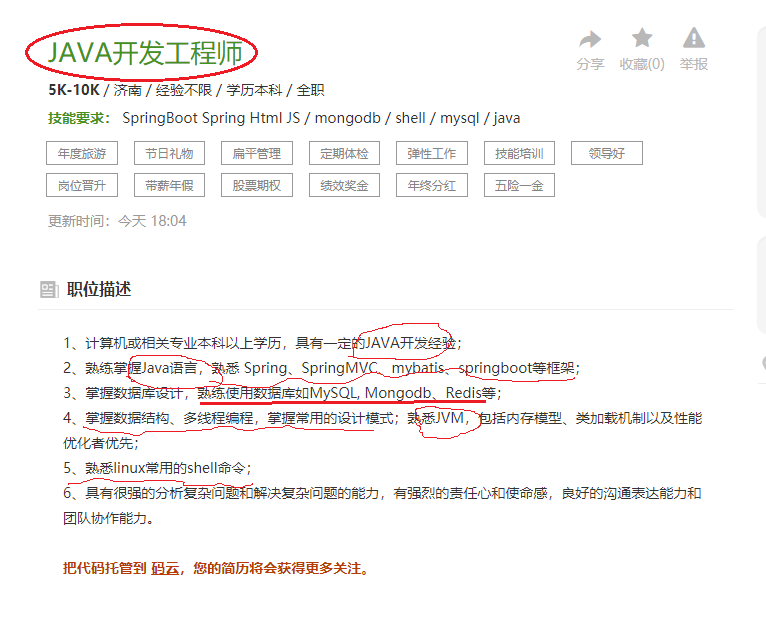 JAVA开发工程师
分享 收藏(0) 举报
5K-10K / 济南 / 经验不限 / 学历本科 / 全职
技能要求： SpringBoot Spring Html JS / mongodb / shell / mysql / java
年度旅游 节日礼物 扁平管理 定期体检 弹性工作 技能培训 领导好
岗位晋升 带薪年假 股票期权 绩效奖金 年终分红 五险一金
更新时间：今天 18:04
职位描述
1、计算机或相关专业本科以上学历，具有一定的JAVA开发经验；
2、熟练掌握Java语言，熟悉 Spring、SpringMVC、mybatis、springboot等框架；
3、掌握数据库设计，熟练使用数据库如MySQL, Mongodb、Redis等；
4、掌握数据结构、多线程编程，掌握常用的设计模式；熟悉JVM，包括内存模型、类加载机制以及性能
优化者优先；
5、熟悉linux常用的shell命令；
6、具有很强的分析复杂问题和解决复杂问题的能力，有强烈的责任心和使命感，良好的沟通表达能力和
团队协作能力。
把代码托管到 码云，您的简历将会获得更多关注。